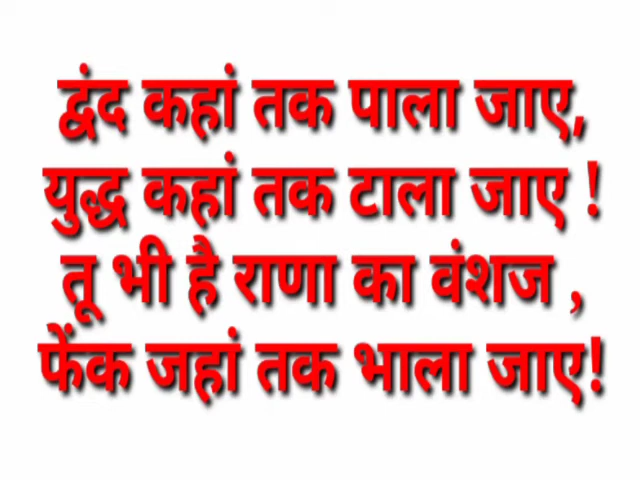 द्वंद कहां तक पाला जाए,
युद्ध कहां तक टाला जाए !
तू भी है राणा का वंशज ,
फेंक जहां तक भाला जाए!